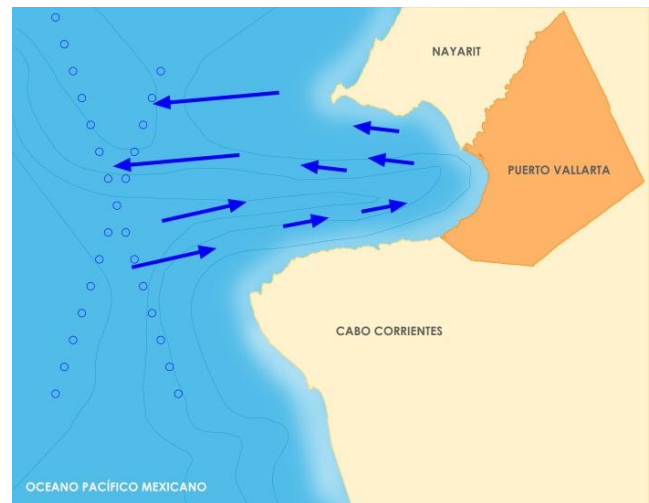 NAYARIT
PUERTO VALLARTA
CABO CORRIENTES
OCEANO PACÍFICO MEXICANO